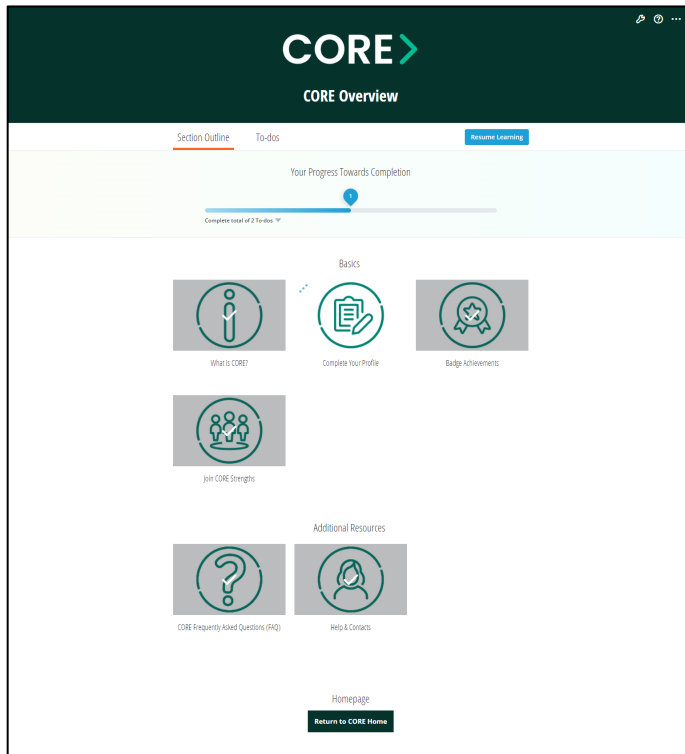 CORE
CORE Overview
Section Outline
To-dos
Resume Learning
Your Progress Towards Completion
1
Complete total of 2 To-dos
Basics
What is CORE?
Complete Your Profile
Badge Achievements
Join CORE Strengths
Additional Resources
CORE Frequently Asked Questions (FAQ)
Help & Contacts
Homepage
Return to CORE Home